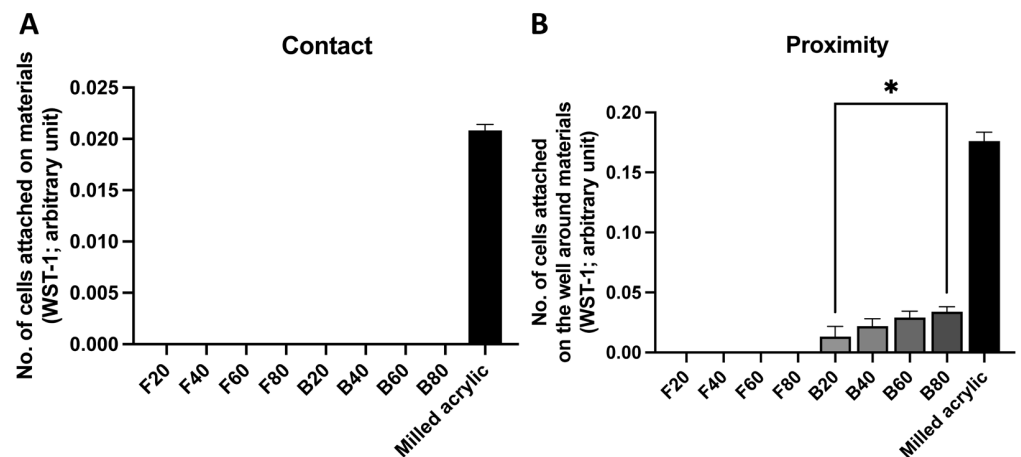 A
Contact
No. of cells attached on materials
(WST-1; arbitrary unit)
0.025
0.020
0.015
0.010
0.005
0.000
F20
F40
F60
F80
B20
B40
B60
B80
Milled acrylic
B
Proximity
No. of cells attached
on the well around materials
(WST-1; arbitrary unit)
*
0.20
0.15
0.10
0.05
0.00
F20
F40
F60
F80
B20
B40
B60
B80
Milled acrylic